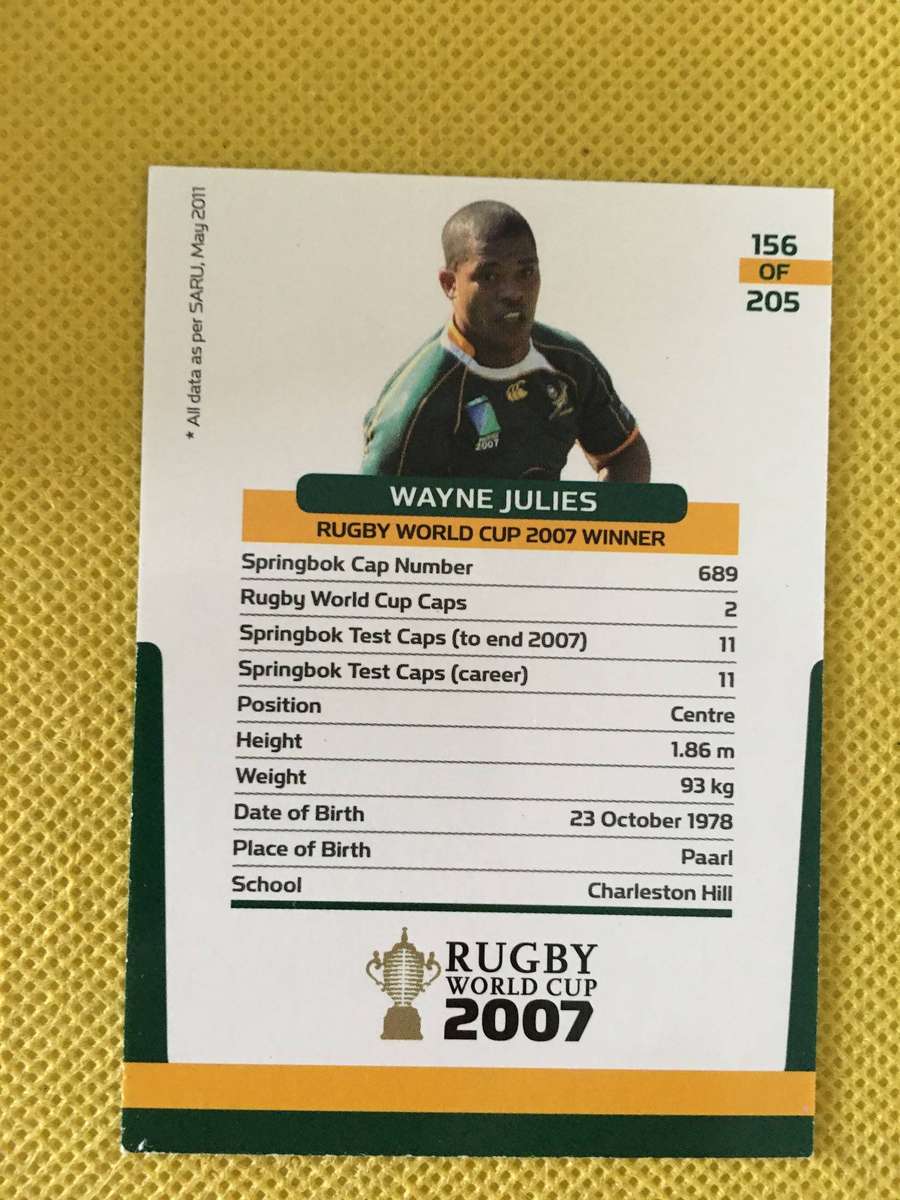 * All data as per SARU, May 2011
156
OF
205
2007
WAYNE JULIES
RUGBY WORLD CUP 2007 WINNER
Springbok Cap Number 689
Rugby World Cup Caps 2
Springbok Test Caps (to end 2007) 11
Springbok Test Caps (career) 11
Position Centre
Height 1.86 m
Weight 93 kg
Date of Birth 23 October 1978
Place of Birth Paarl
School Charleston Hill
RUGBY
WORLD CUP
2007